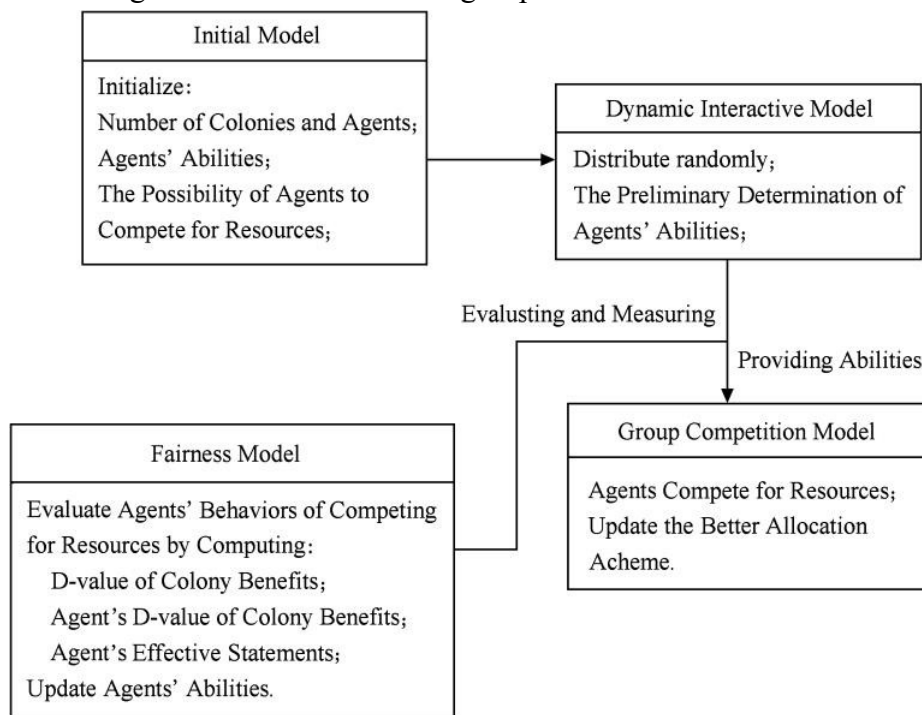 Initial Model
Initialize:
Number of Colonies and Agents;
Agents' Abilities;
The Possibility of Agents to
Compete for Resources;
Dynamic Interactive Model
Distribute randomly;
The Preliminary Determination of
Agents' Abilities;
Evalusting and Measuring
Providing Abilities
Group Competition Model
Agents Compete for Resources;
Update the Better Allocation
Acheme.
Fairness Model
Evaluate Agents' Behaviors of Competing
for Resources by Computing:
D-value of Colony Benefits;
Agent's D-value of Colony Benefits;
Agent's Effective Statements;
Update Agents' Abilities.